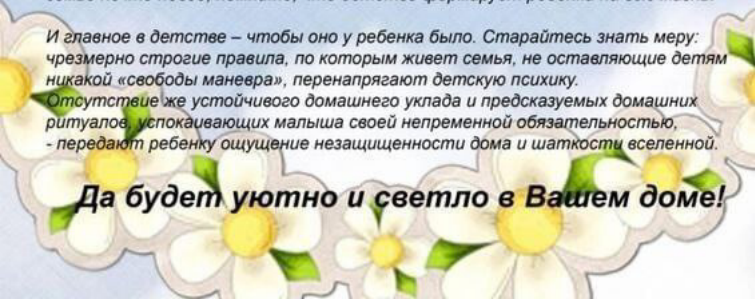 И главное в детстве – чтобы оно у ребенка было. Старайтесь знать меру:
чрезмерно строгие правила, по которым живет семья, не оставляющие детям
никакой «свободы маневра», перенапрягают детскую психику.
Отсутствие же устойчивого домашнего уклада и предсказуемых домашних
ритуалов, успокаивающих малыша своей непременной обязательностью,
- передают ребенку ощущение незащищенности дома и шаткости вселенной.
Да будет уютно и светло в Вашем доме!